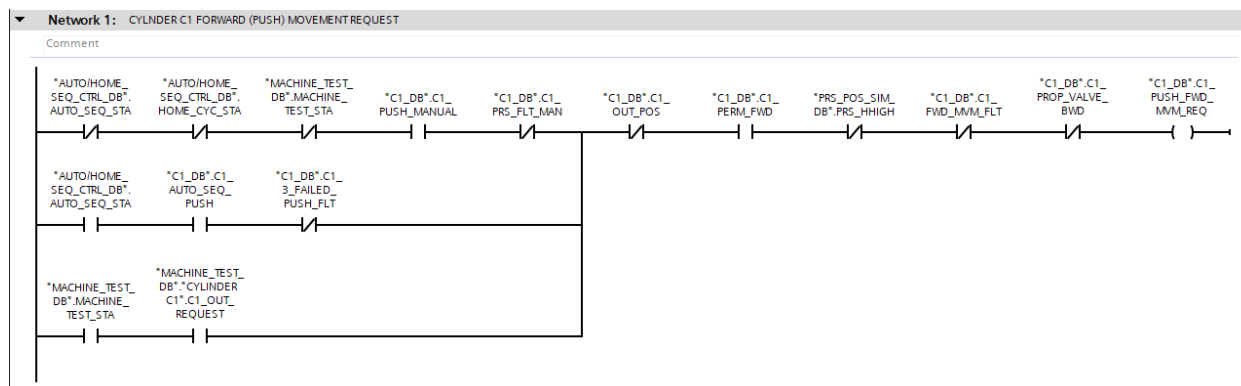 Network 1: CYLNDER C1 FORWARD (PUSH) MOVEMENT REQUEST
Comment
"AUTO/HOME_
SEQ_CTRL_DB".
AUTO_SEQ_STA
"AUTO/HOME_
SEQ_CTRL_DB".
HOME_CYC_STA
"MACHINE_TEST_
DB".MACHINE_
TEST_STA
"C1_DB".C1_
PUSH_MANUAL
"C1_DB".C1_
PRS_FLT_MAN
"C1_DB".C1_
OUT_POS
"C1_DB".C1_
PERM_FWD
"PRS_POS_SIM_
DB".PRS_HHIGH
"C1_DB".C1_
FWD_MVM_FLT
"C1_DB".C1_
PROP_VALVE_
BWD
"C1_DB".C1_
PUSH_FWD_
MVM_REQ
"AUTO/HOME_
SEQ_CTRL_DB".
AUTO_SEQ_STA
"C1_DB".C1_
AUTO_SEQ_
PUSH
"C1_DB".C1_
3_FAILED_
PUSH_FLT
"MACHINE_TEST_
DB".MACHINE_
TEST_STA
"MACHINE_TEST_
DB"."CYLINDER
C1".C1_OUT_
REQUEST